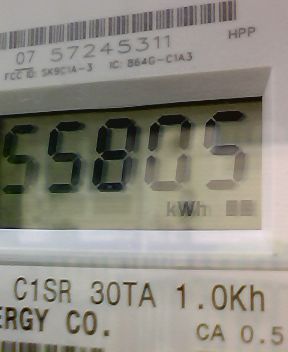 HPP
07 57245311
FCC ID: SK9C1A-3 IC: 864G-C1A3
55805
kWh
C1SR 30TA 1.0Kh
ERGY CO.
CA 0.5